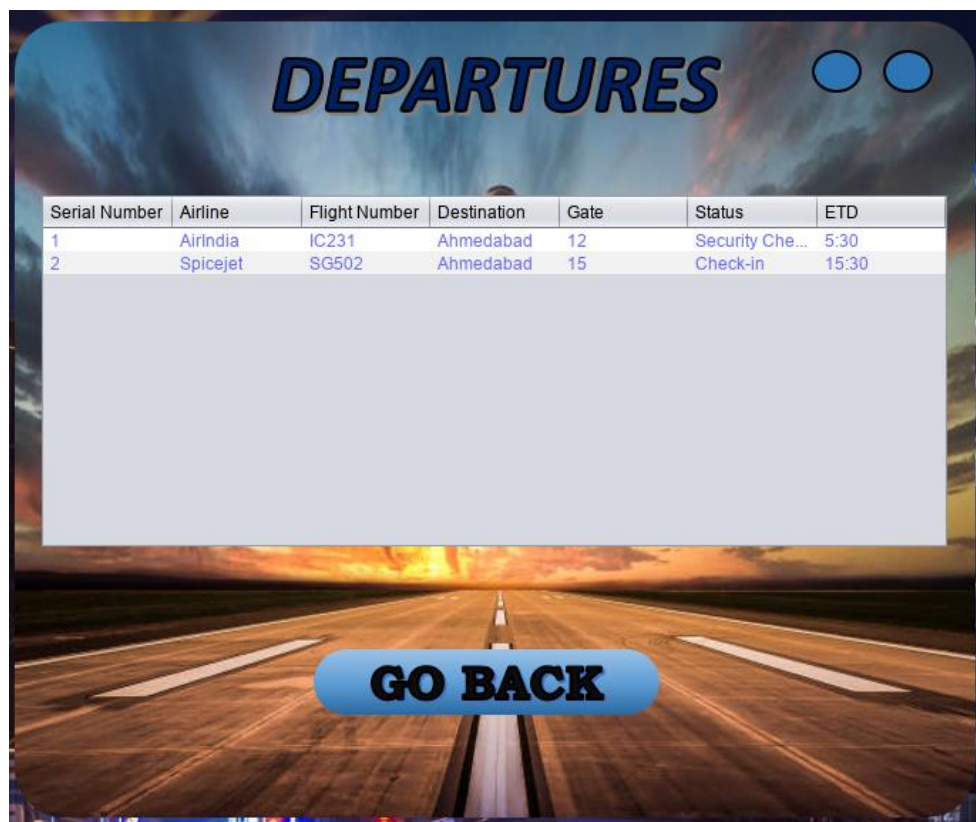 DEPARTURES
Serial Number Airline Flight Number Destination Gate Status ETD
1 AirIndia IC231 Ahmedabad 12 Security Che... 5:30
2 Spicejet SG502 Ahmedabad 15 Check-in 15:30
GO BACK